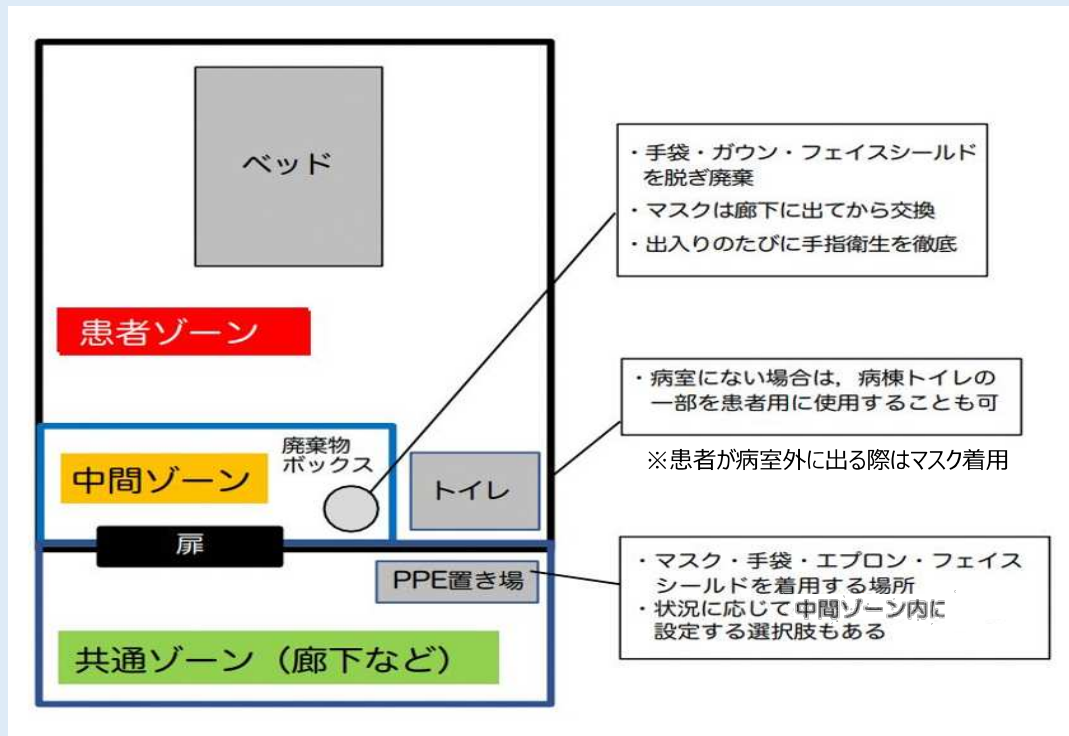 ベッド
患者ゾーン
中間ゾーン
廃棄物
ボックス
トイレ
扉
PPE置き場
共通ゾーン（廊下など）
・手袋・ガウン・フェイスシールド
を脱ぎ廃棄
・マスクは廊下に出てから交換
・出入りのたびに手指衛生を徹底
・病室にない場合は，病棟トイレの
一部を患者用に使用することも可
※患者が病室外に出る際はマスク着用
・マスク・手袋・エプロン・フェイス
シールドを着用する場所
・状況に応じて中間ゾーン内に
設定する選択肢もある